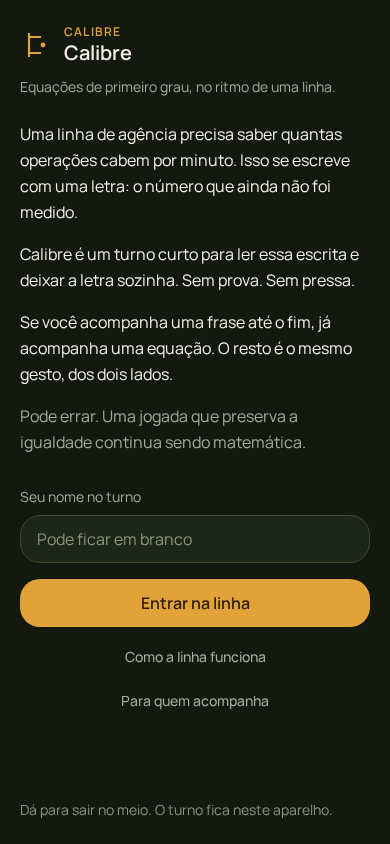 CALIBRE
Calibre
Equações de primeiro grau, no ritmo de uma linha.
Uma linha de agência precisa saber quantas
operações cabem por minuto. Isso se escreve
com uma letra: o número que ainda não foi
medido.
Calibre é um turno curto para ler essa escrita e
deixar a letra sozinha. Sem prova. Sem pressa.
Se você acompanha uma frase até o fim, já
acompanha uma equação. O resto é o mesmo
gesto, dos dois lados.
Pode errar. Uma jogada que preserva a
igualdade continua sendo matemática.
Seu nome no turno
Pode ficar em branco
Entrar na linha
Como a linha funciona
Para quem acompanha
Dá para sair no meio. O turno fica neste aparelho.